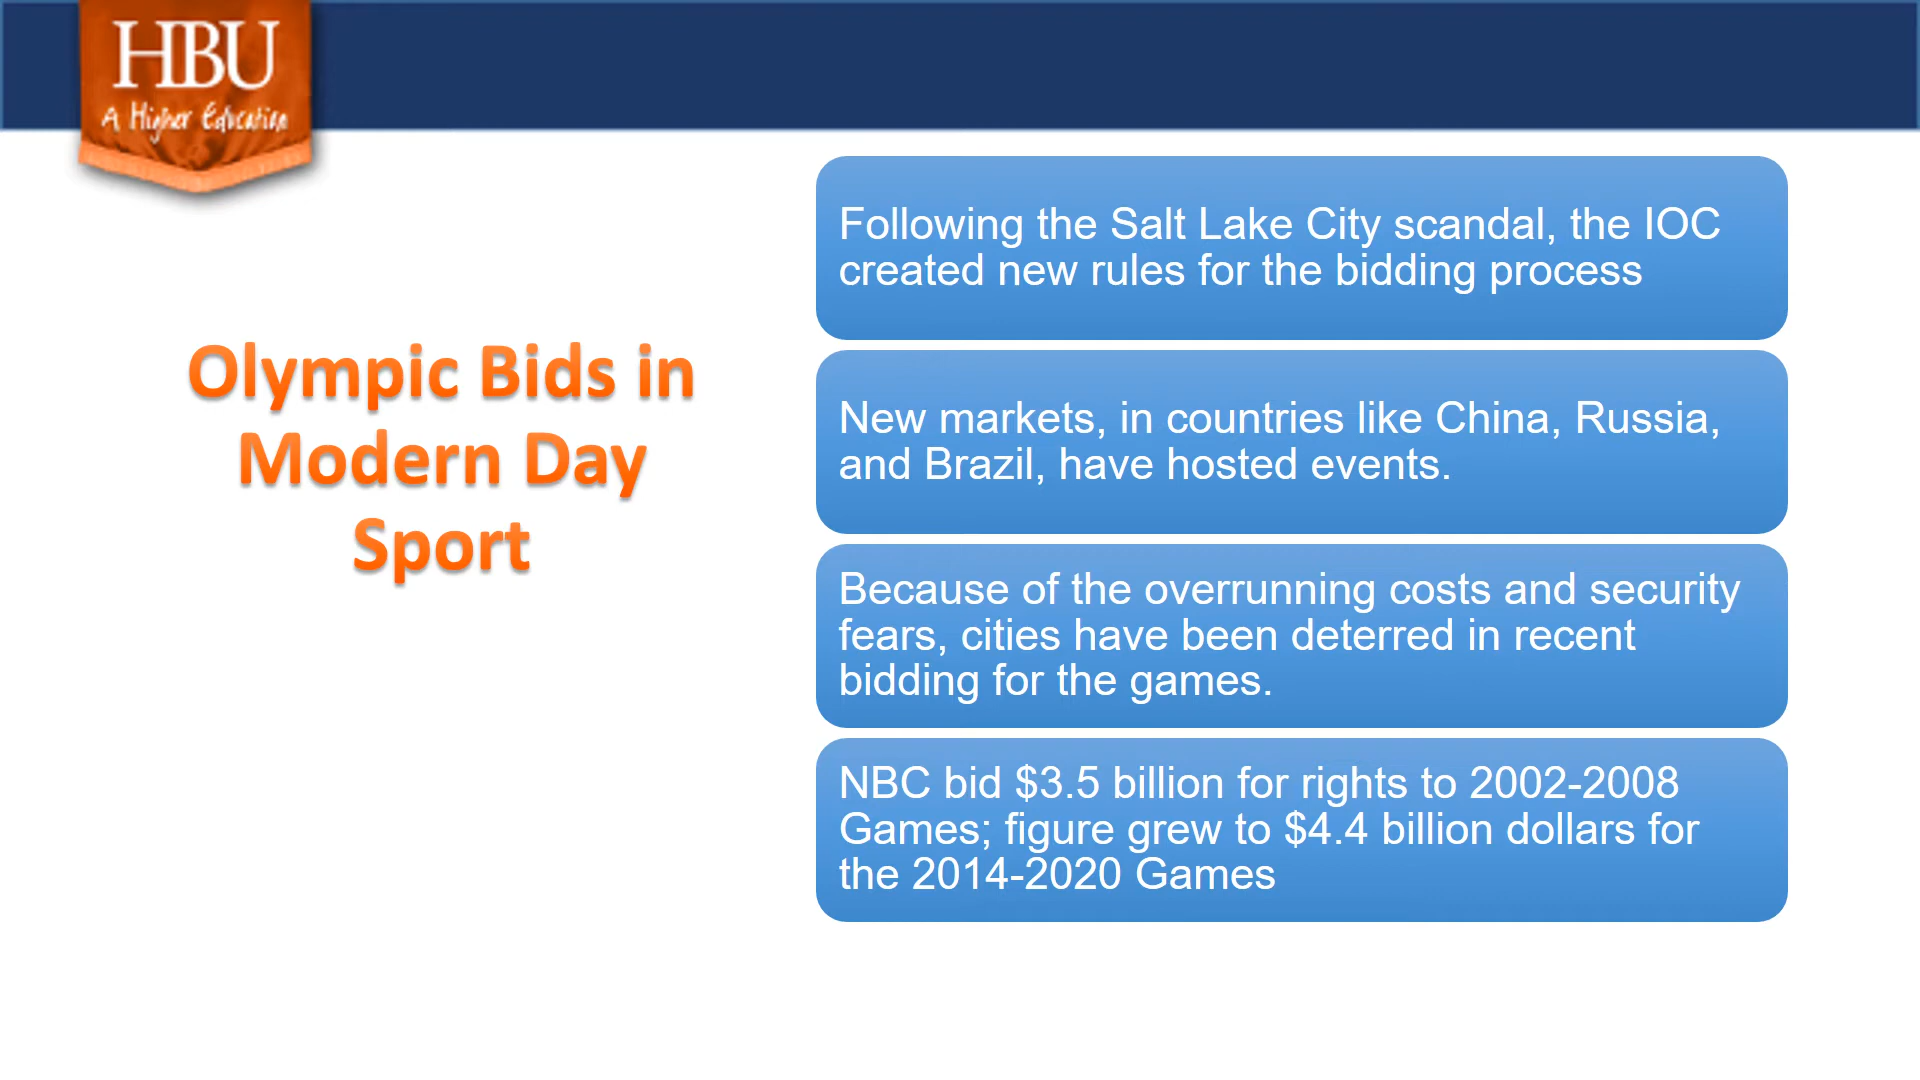 HBU
A Higher Education
Olympic Bids in
Modern Day
Sport
Following the Salt Lake City scandal, the IOC
created new rules for the bidding process
New markets, in countries like China, Russia,
and Brazil, have hosted events.
Because of the overrunning costs and security
fears, cities have been deterred in recent
bidding for the games.
NBC bid $3.5 billion for rights to 2002-2008
Games; figure grew to $4.4 billion dollars for
the 2014-2020 Games